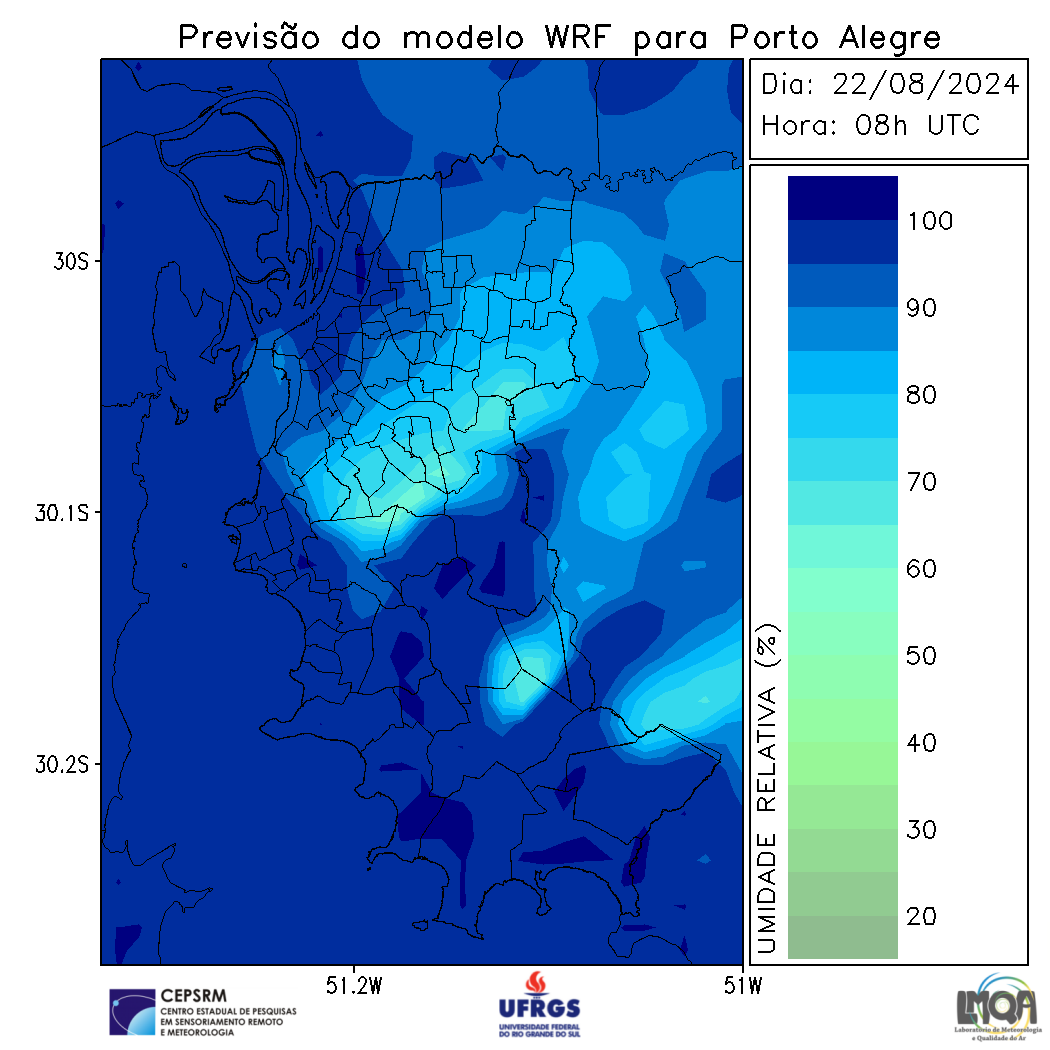 Previsão do modelo WRF para Porto Alegre
Dia: 22/08/2024
Hora: 08h UTC
100
90
80
70
60
50
40
30
20
UMIDADE RELATIVA (%)
30S
30.1S
30.2S
51.2W
51W
CEPSRM
CENTRO ESTADUAL DE PESQUISAS
EM SENSORIAMENTO REMOTO
E METEOROLOGIA
UFRGS
UNIVERSIDADE FEDERAL
DO RIO GRANDE DO SUL
LMQA
Laboratório de Meteorologia
e Qualidade do Ar